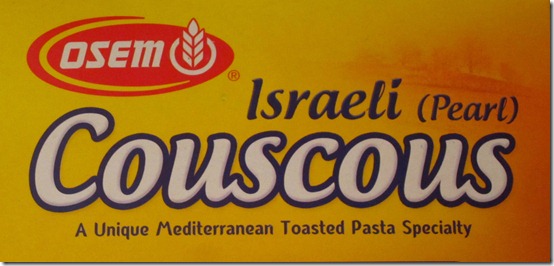 OSEM
®
Israeli (Pearl)
Couscous
A Unique Mediterranean Toasted Pasta Specialty